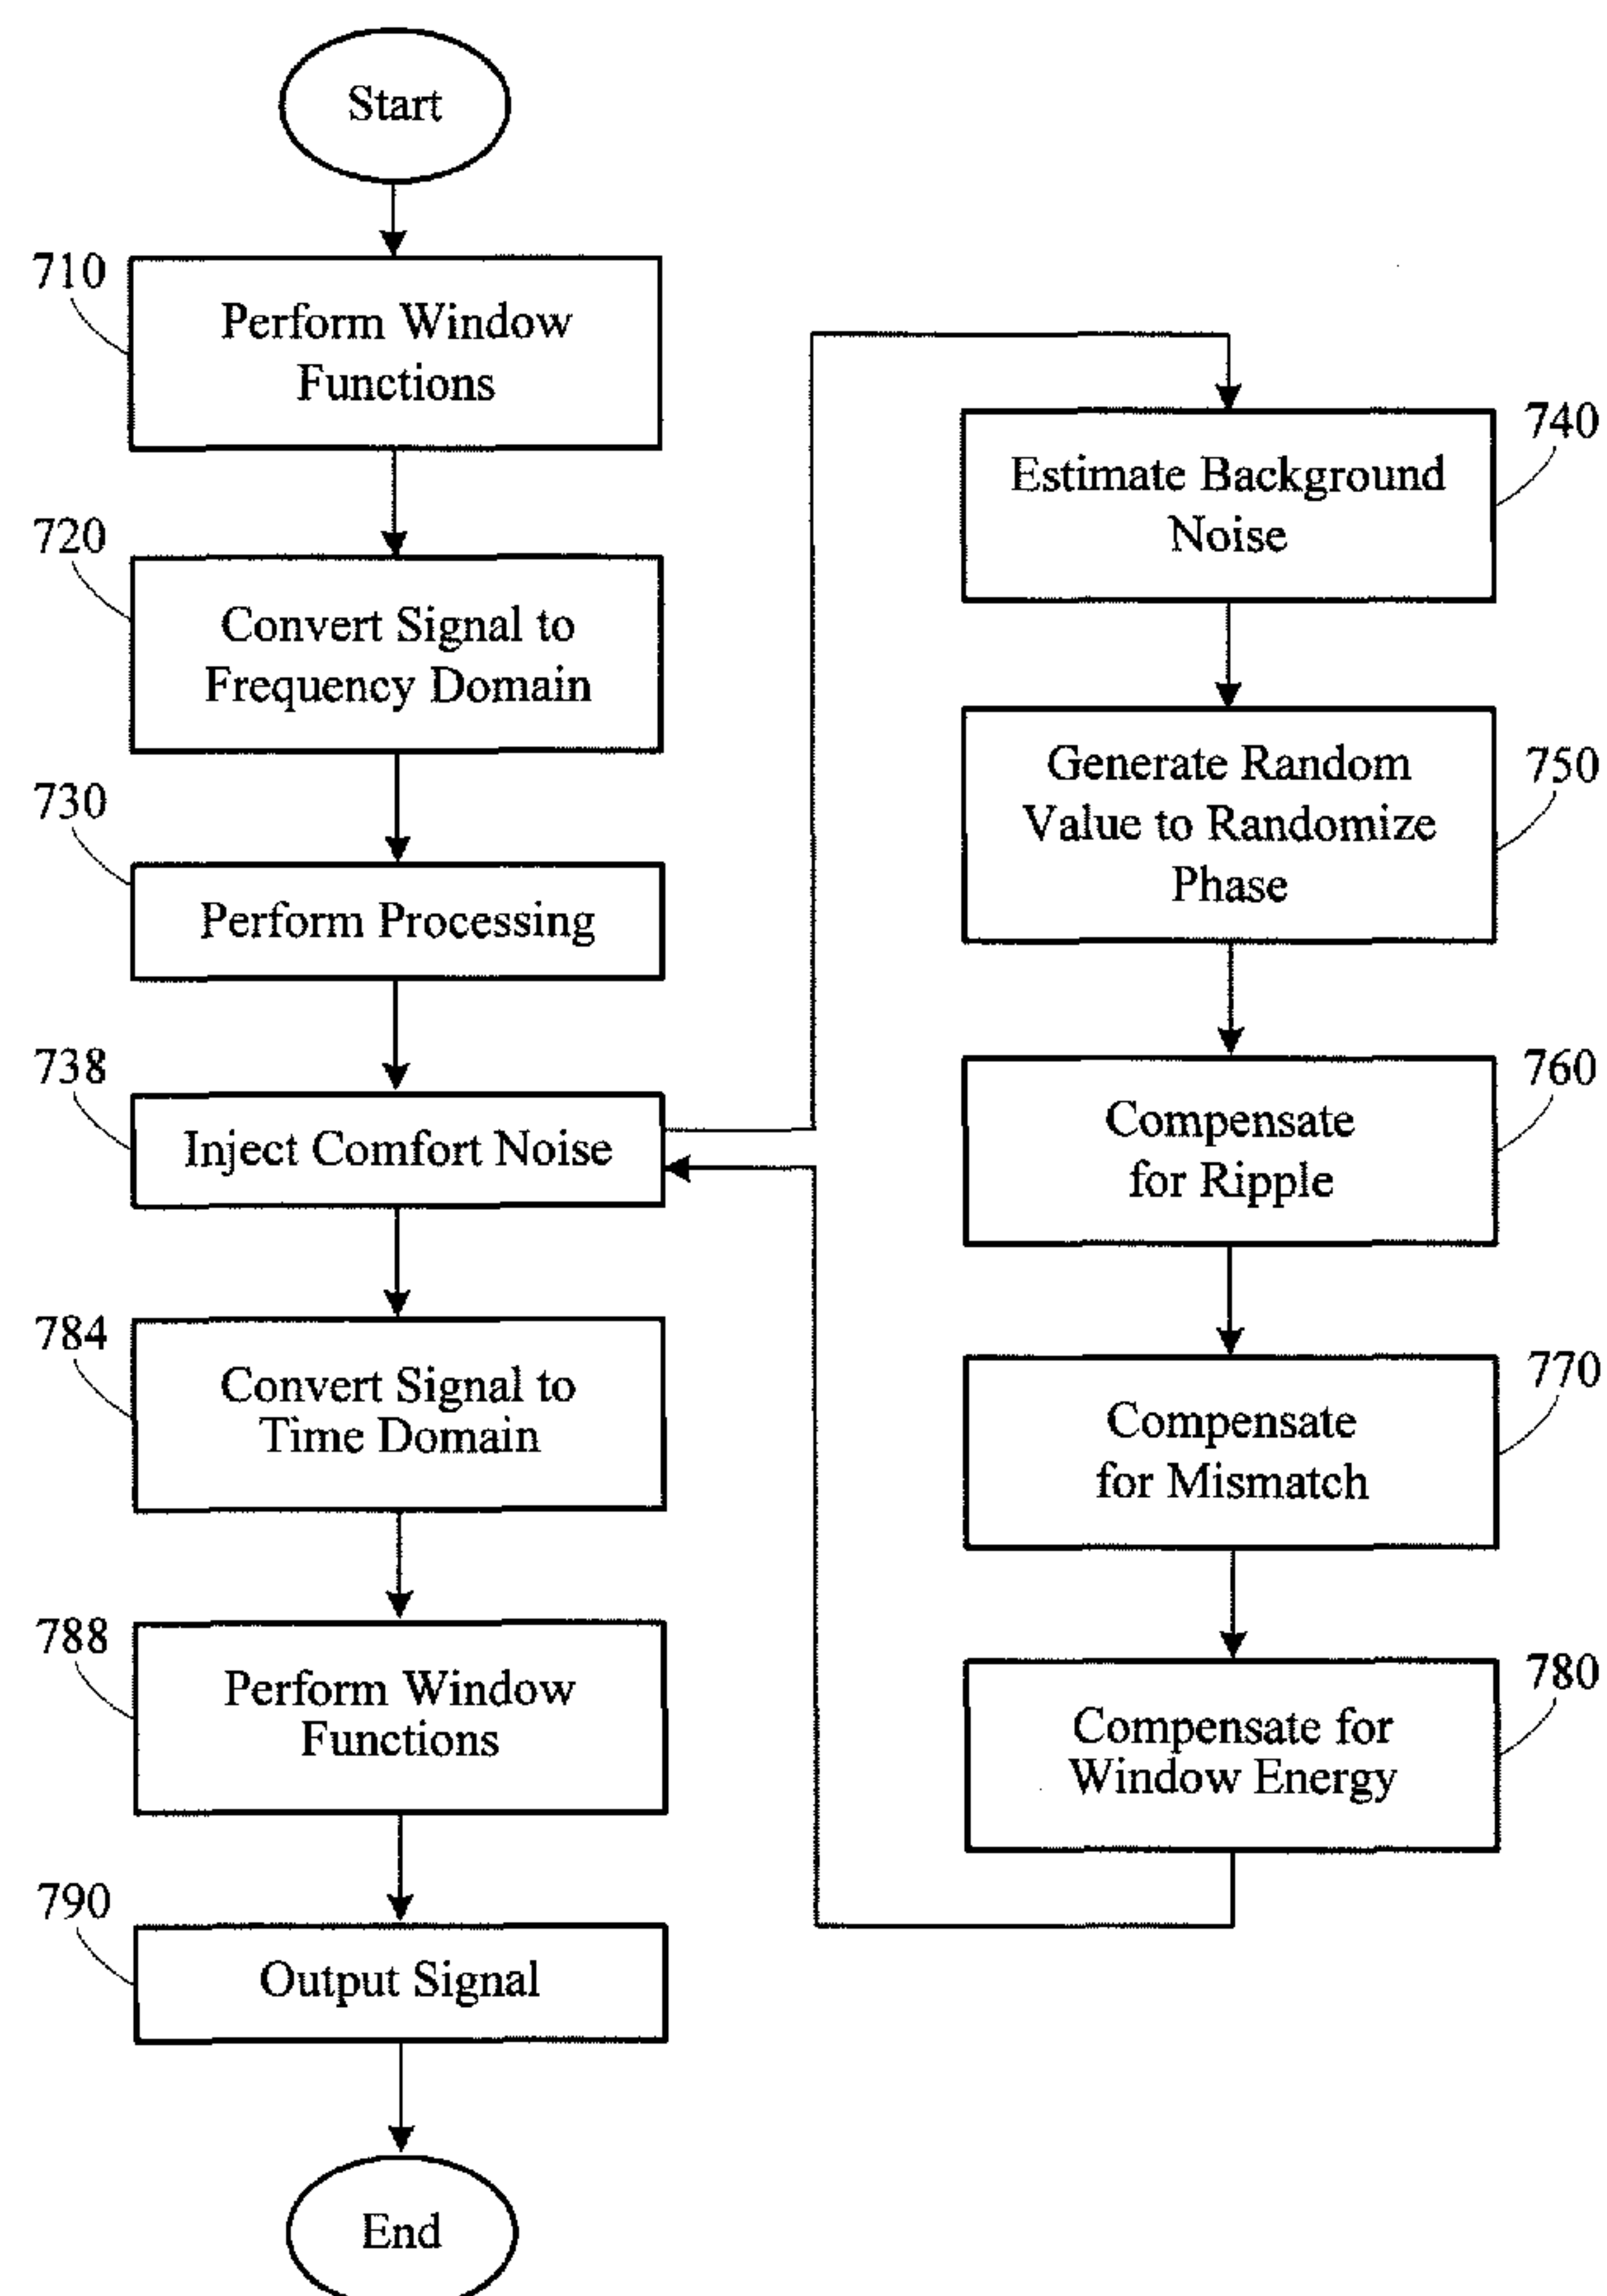 Start
710
Perform Window
Functions
720
Convert Signal to
Frequency Domain
730
Perform Processing
738
Inject Comfort Noise
784
Convert Signal to
Time Domain
788
Perform Window
Functions
790
Output Signal
End
740
Estimate Background
Noise
750
Generate Random
Value to Randomize
Phase
760
Compensate
for Ripple
770
Compensate
for Mismatch
780
Compensate for
Window Energy